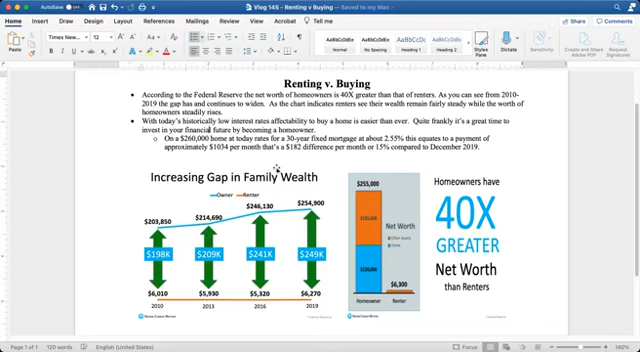 AutoSave OFF
Vlog 145 - Renting v Buying — Saved to my Mac
Home Insert Draw Design Layout References Mailings Review View Acrobat Tell me Share Comments
Times New... 12
Paste
AaBbCcDdEe AaBbCcDdEe AaBbCcDc AaBbCcDdEe
Normal No Spacing Heading 1 Heading 2 Styles Pane Dictate Create and Share Adobe PDF Request Signatures
Renting v. Buying
• According to the Federal Reserve the net worth of homeowners is 40X greater than that of renters. As you can see from 2010-
2019 the gap has and continues to widen. As the chart indicates renters see their wealth remain fairly steady while the worth of
homeowners steadily rises.
• With today's historically low interest rates affectability to buy a home is easier than ever. Quite frankly it's a great time to
invest in your financial future by becoming a homeowner.
o On a $260,000 home at today rates for a 30-year fixed mortgage at about 2.55% this equates to a payment of
approximately $1034 per month that's a $182 difference per month or 15% compared to December 2019.
Increasing Gap in Family Wealth
Owner Renter
$203,850 $214,690 $246,130 $254,900
$198K $209K $241K $249K
$6,010 $5,930 $5,320 $6,270
2010 2013 2016 2019
$255,000
Net Worth
$6,300
Homeowner Renter
Homeowners have
40X
GREATER
Net Worth
than Renters
Page 1 of 1 120 words English (United States) Focus 140%